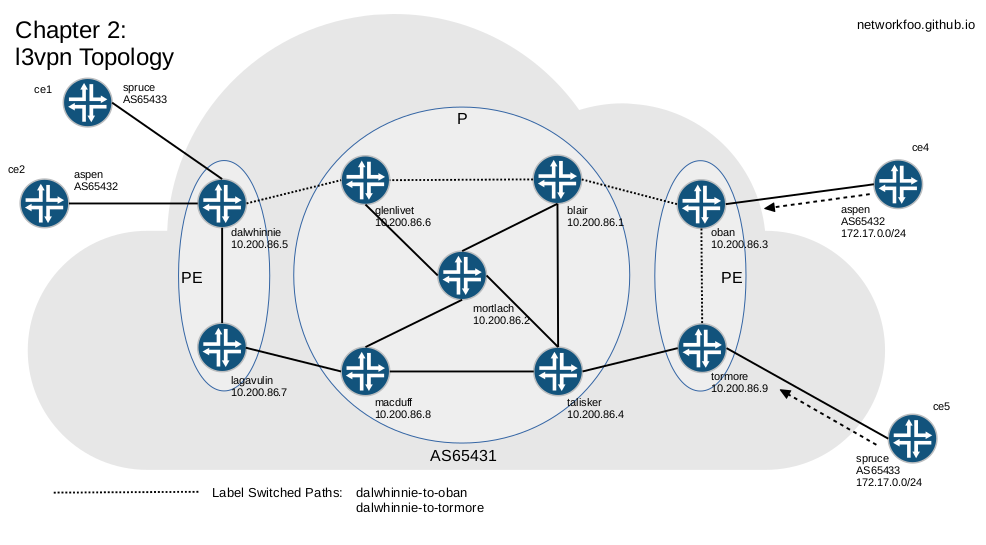 Chapter 2:
l3vpn Topology
networkfoo.github.io
ce1
spruce
AS65433
ce2
aspen
AS65432
P
glenlivet
10.200.86.6
blair
10.200.86.1
ce4
aspen
AS65432
172.17.0.0/24
dalwhinnie
10.200.86.5
oban
10.200.86.3
PE
PE
mortlach
10.200.86.2
lagavulin
10.200.86.7
macduff
10.200.86.8
talisker
10.200.86.4
tormore
10.200.86.9
ce5
spruce
AS65433
172.17.0.0/24
AS65431
Label Switched Paths: dalwhinnie-to-oban
dalwhinnie-to-tormore